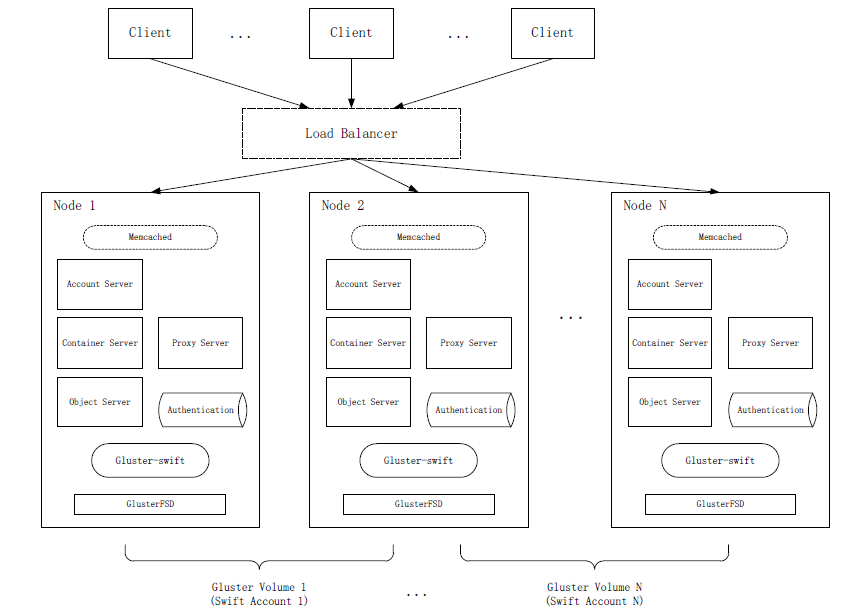 Client
...
Client
...
Client
Load Balancer
Node 1
Memcached
Account Server
Container Server
Proxy Server
Object Server
Authentication
Gluster-swift
GlusterFSD
Node 2
Memcached
Account Server
Container Server
Proxy Server
Object Server
Authentication
Gluster-swift
GlusterFSD
...
Node N
Memcached
Account Server
Container Server
Proxy Server
Object Server
Authentication
Gluster-swift
GlusterFSD
Gluster Volume 1
(Swift Account 1)
...
Gluster Volume N
(Swift Account N)